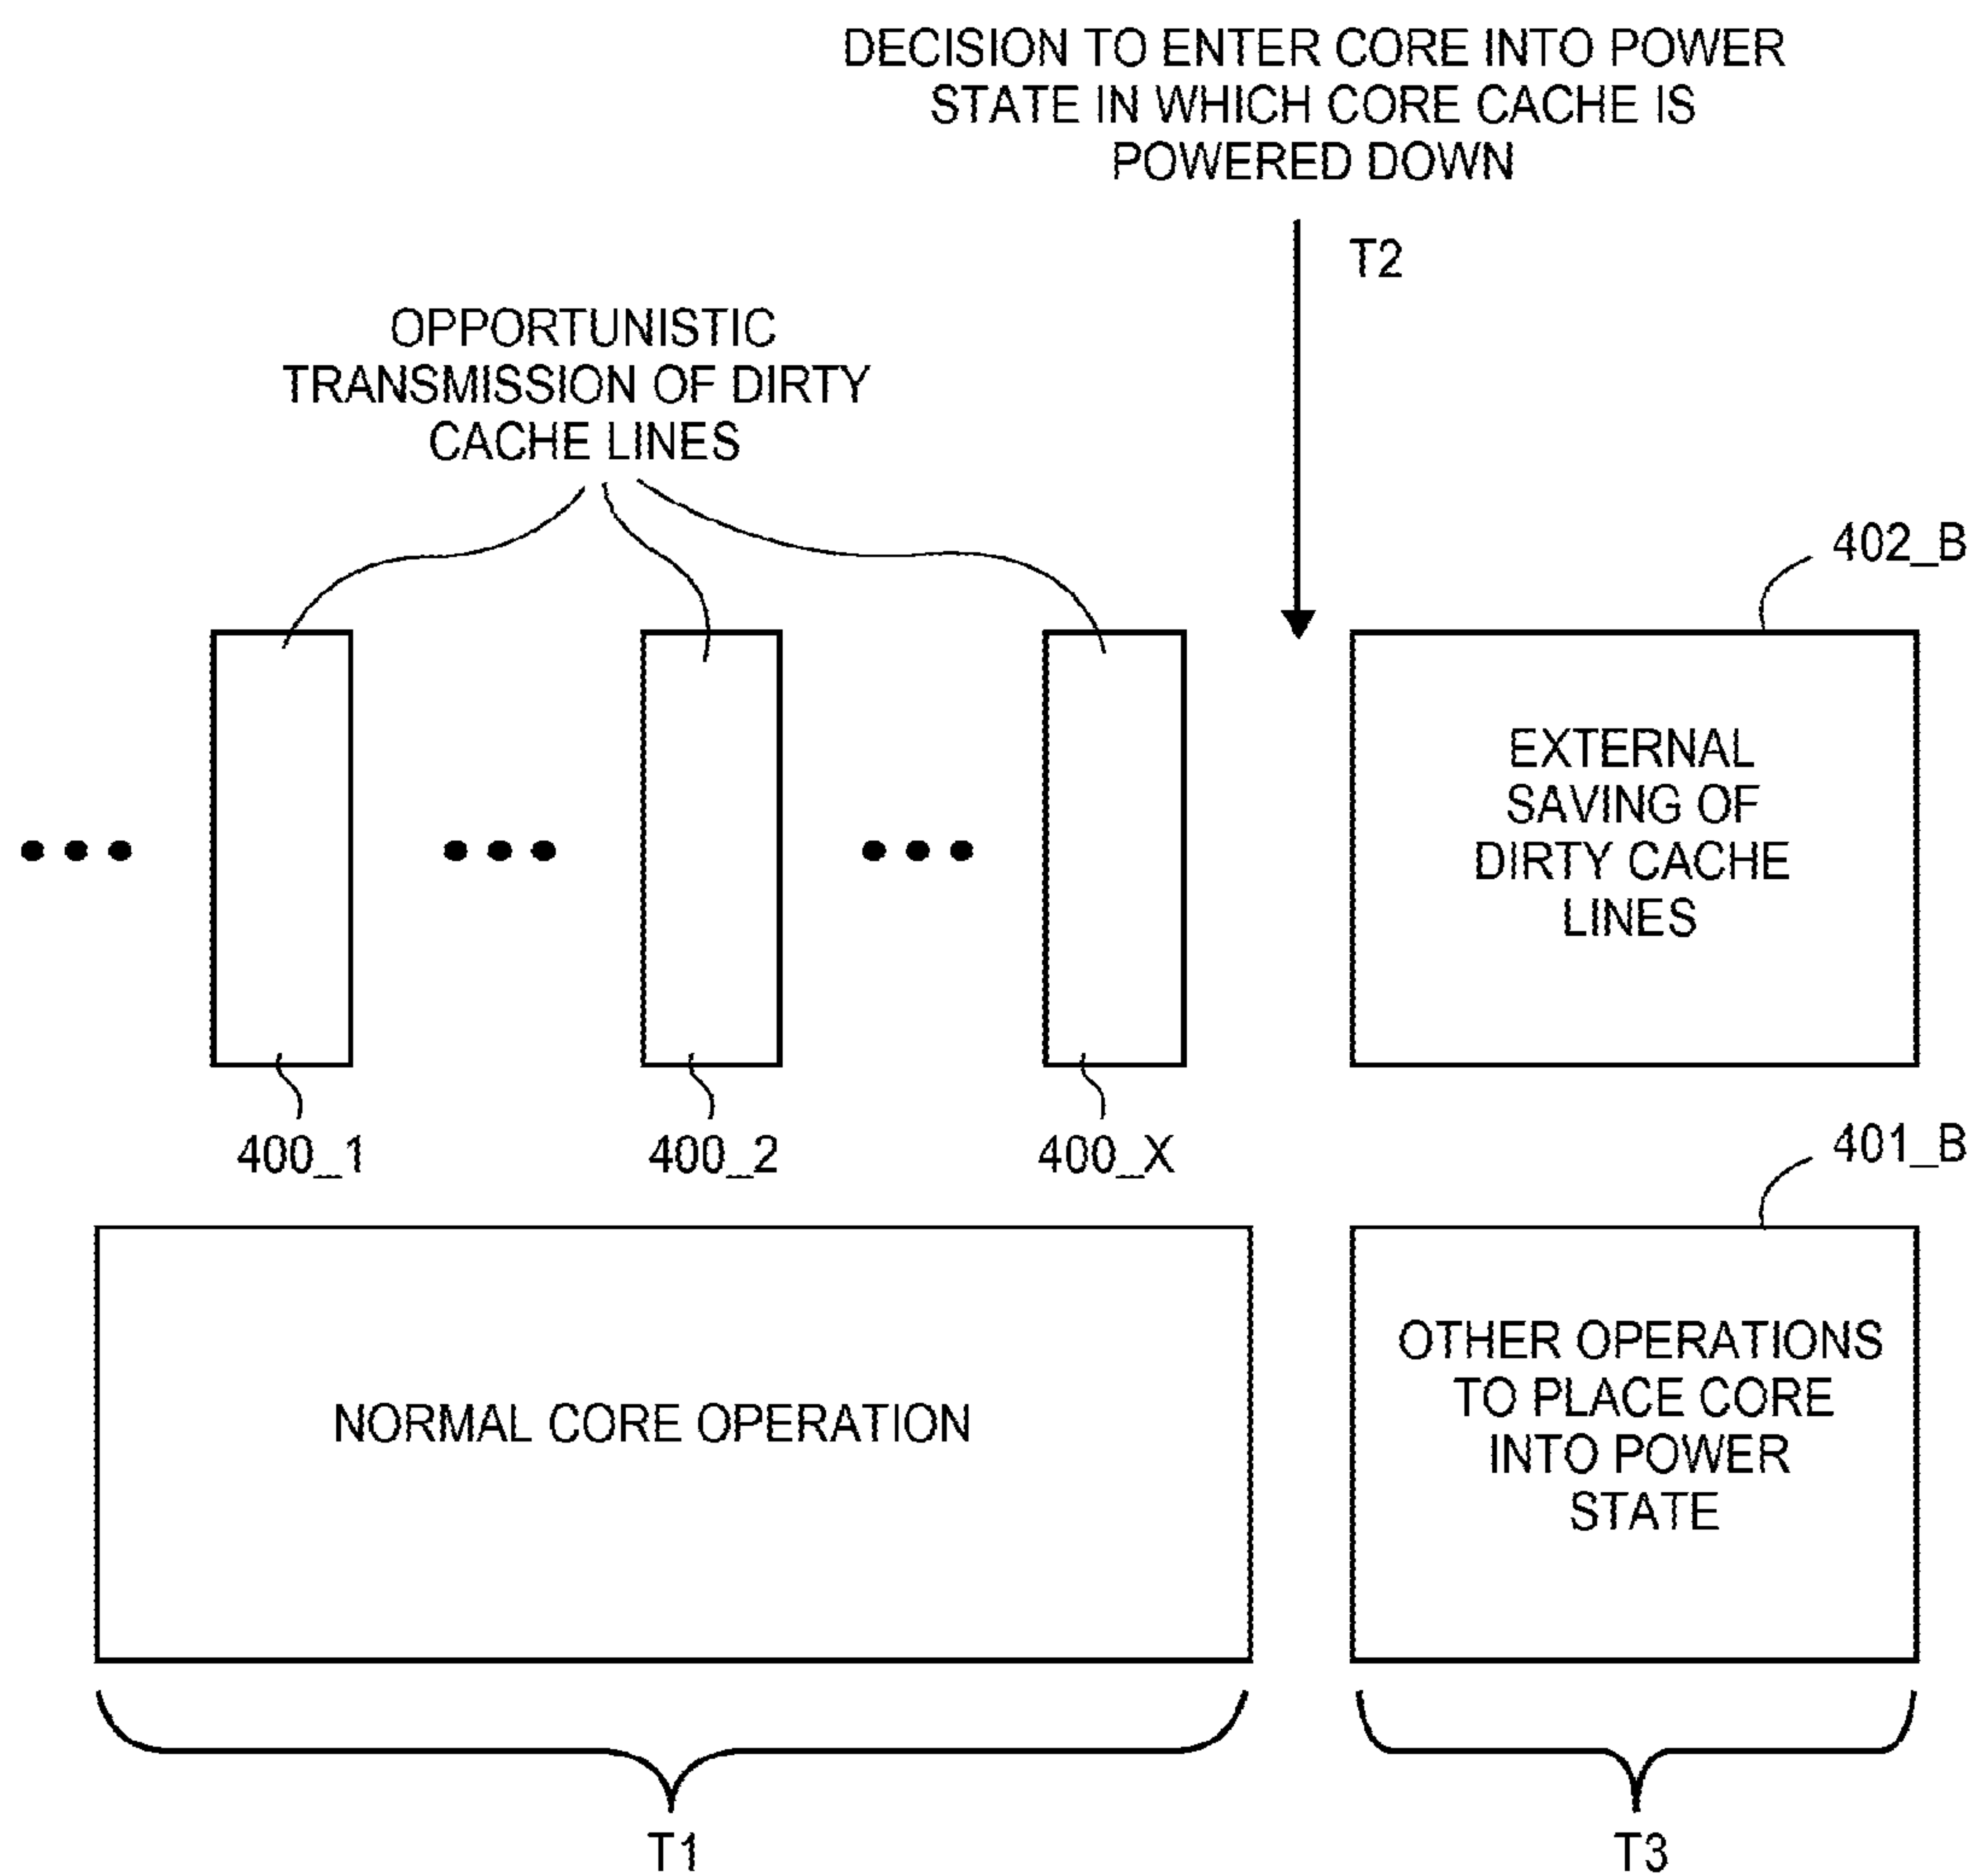 DECISION TO ENTER CORE INTO POWER
STATE IN WHICH CORE CACHE IS
POWERED DOWN
T2
OPPORTUNISTIC
TRANSMISSION OF DIRTY
CACHE LINES
402_B
EXTERNAL
SAVING OF
DIRTY CACHE
LINES
400_1
400_2
400_X
401_B
NORMAL CORE OPERATION
OTHER OPERATIONS
TO PLACE CORE
INTO POWER
STATE
T1
T3